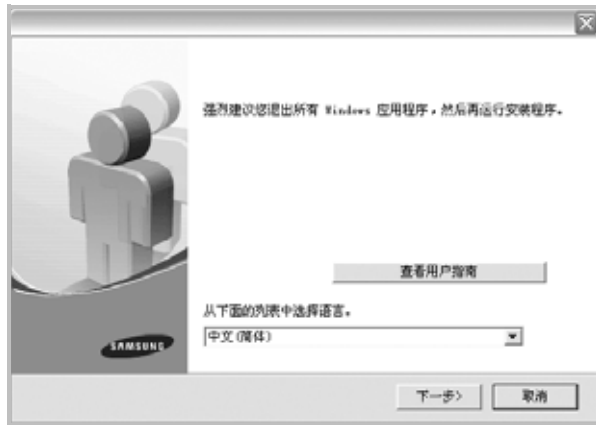 强烈建议您退出所有 Windows 应用程序，然后再运行安装程序。
查看用户指南
从下面的列表中选择语言。
中文(简体)
SAMSUNG
下一步>
取消